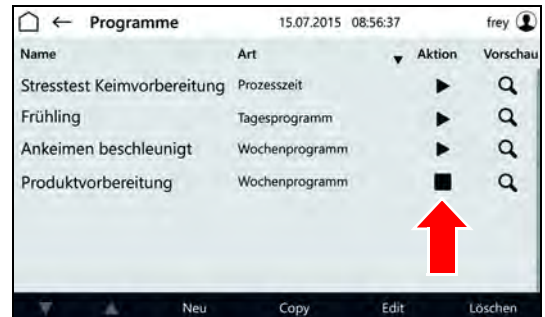 Programme 15.07.2015 08:56:37 frey
Name Art Aktion Vorschau
Stresstest Keimvorbereitung Prozesszeit
Frühling Tagesprogramm
Ankeimen beschleunigt Wochenprogramm
Produktvorbereitung Wochenprogramm
Neu Copy Edit Löschen